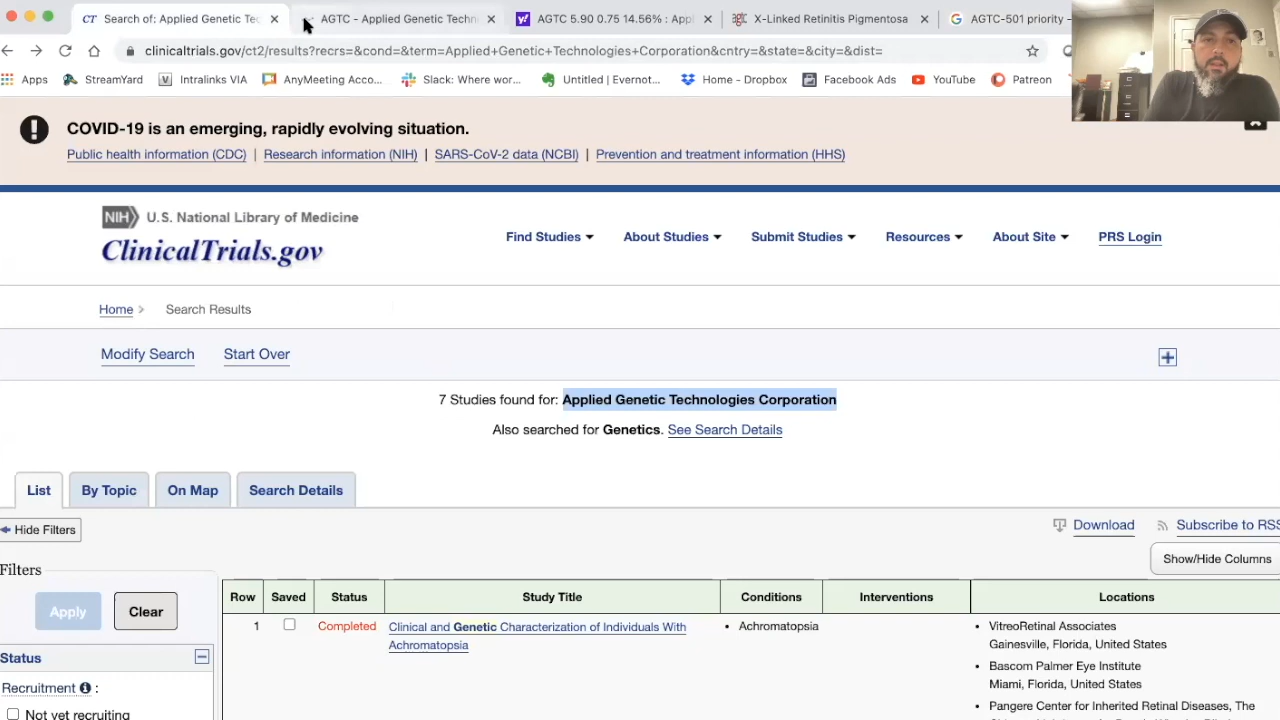 CT Search of: Applied Genetic Te
AGTC - Applied Genetic Techn
AGTC 5.90 0.75 14.56% : Appl
X-Linked Retinitis Pigmentosa
AGTC-501 priority -
clinicaltrials.gov/ct2/results?recrs=&cond=&term=Applied+Genetic+Technologies+Corporation&cntry=&state=&city=&dist=
Apps StreamYard Intralinks VIA AnyMeeting Acco... Slack: Where wor... Untitled | Evernot... Home - Dropbox Facebook Ads YouTube Patreon
COVID-19 is an emerging, rapidly evolving situation.
Public health information (CDC) | Research information (NIH) | SARS-CoV-2 data (NCBI) | Prevention and treatment information (HHS)
NIH U.S. National Library of Medicine
ClinicalTrials.gov
Find Studies About Studies Submit Studies Resources About Site PRS Login
Home > Search Results
Modify Search Start Over
7 Studies found for: Applied Genetic Technologies Corporation
Also searched for Genetics. See Search Details
List By Topic On Map Search Details
Hide Filters
Download Subscribe to RSS
Show/Hide Columns
Filters
Apply Clear
Status
Recruitment :
Not yet recruiting
Row Saved Status Study Title Conditions Interventions Locations
1 Completed Clinical and Genetic Characterization of Individuals With
Achromatopsia
• Achromatopsia
• VitreoRetinal Associates
Gainesville, Florida, United States
• Bascom Palmer Eye Institute
Miami, Florida, United States
• Pangere Center for Inherited Retinal Diseases, The